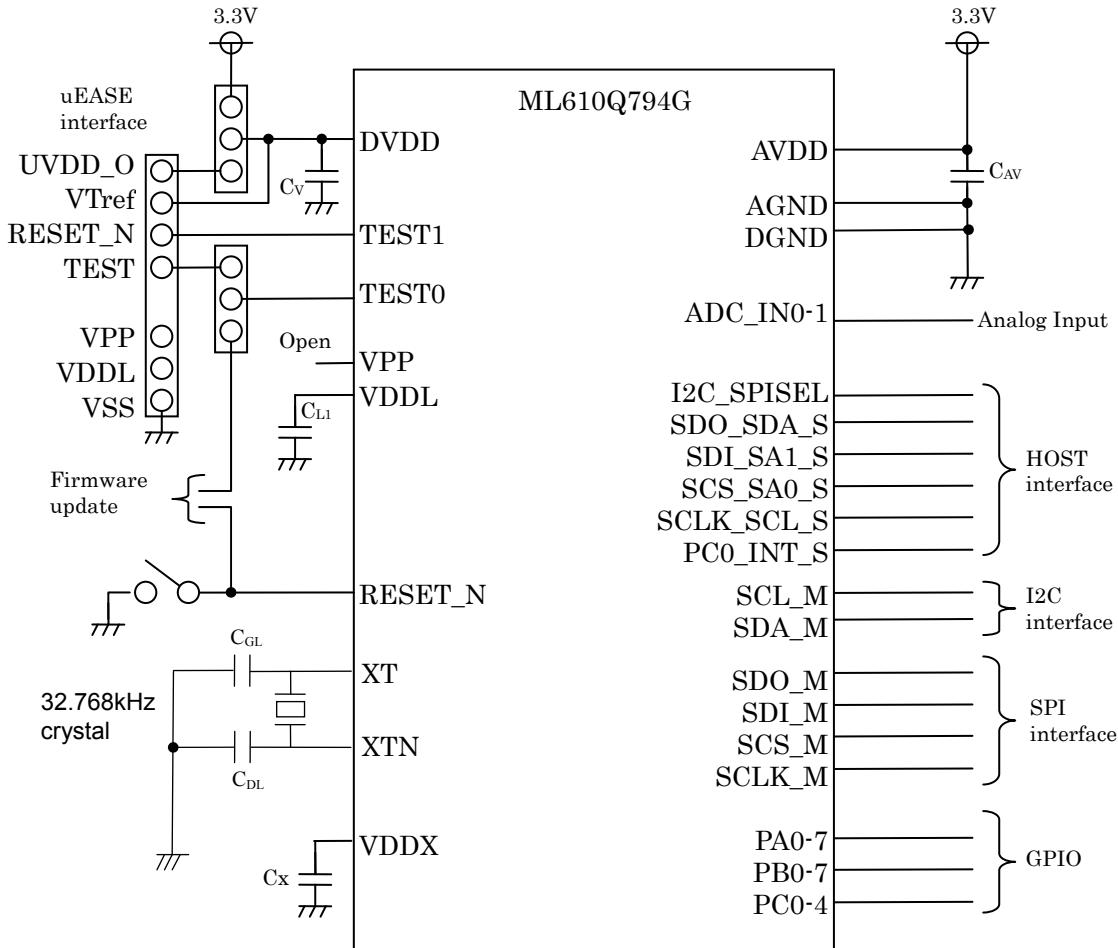 3.3V
3.3V
ML610Q794G
uEASE
interface
UVDD_O
VTref
RESET_N
TEST
VPP
VDDL
VSS
Open
Firmware
update
32.768kHz
crystal
CV
CL1
CGL
CDL
Cx
DVDD
TEST1
TEST0
VPP
VDDL
RESET_N
XT
XTN
VDDX
AVDD
AGND
DGND
ADC_IN0-1
I2C_SPISEL
SDO_SDA_S
SDI_SA1_S
SCS_SA0_S
SCLK_SCL_S
PC0_INT_S
SCL_M
SDA_M
SDO_M
SDI_M
SCS_M
SCLK_M
PA0-7
PB0-7
PC0-4
CAV
Analog Input
HOST
interface
I2C
interface
SPI
interface
GPIO